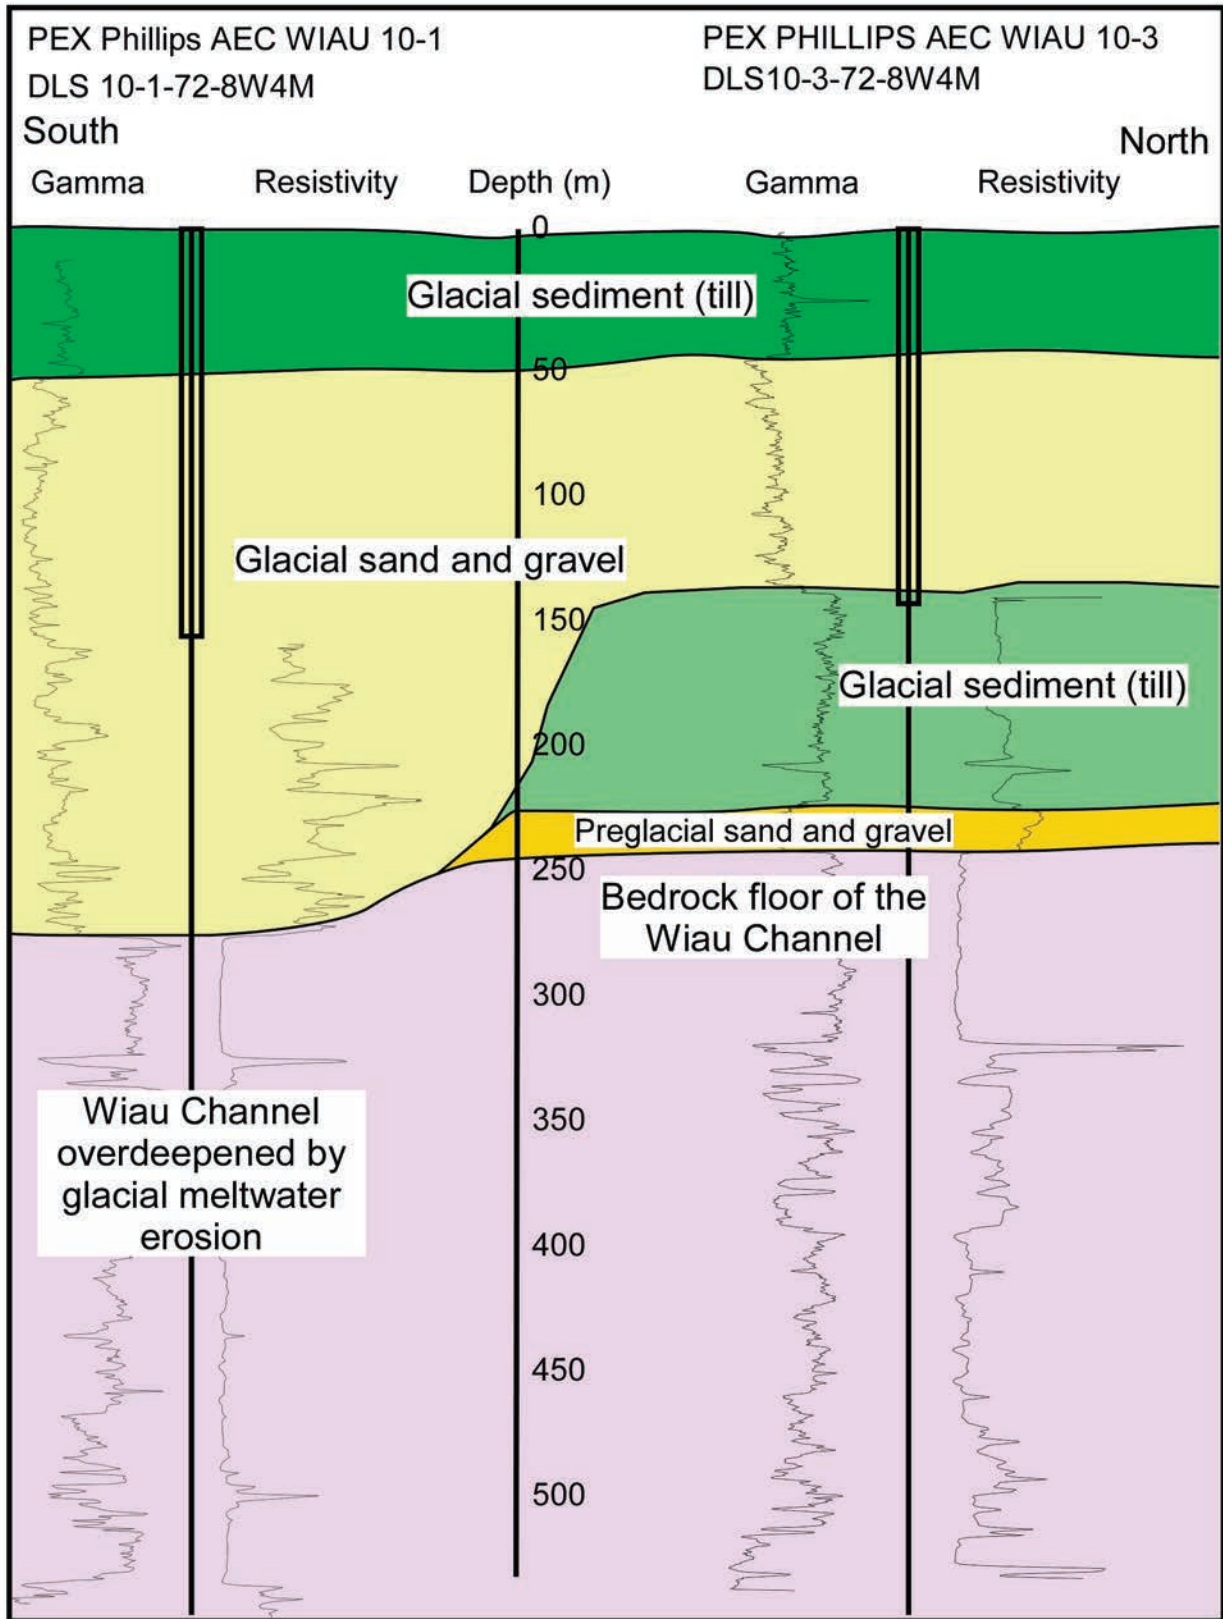 PEX Phillips AEC WIAU 10-1
DLS 10-1-72-8W4M
South
PEX PHILLIPS AEC WIAU 10-3
DLS10-3-72-8W4M
North
Gamma
Resistivity
Depth (m)
Gamma
Resistivity
0
Glacial sediment (till)
50
100
Glacial sand and gravel
150
Glacial sediment (till)
200
Preglacial sand and gravel
250
Bedrock floor of the
Wiau Channel
300
Wiau Channel
overdeepened by
glacial meltwater
erosion
350
400
450
500